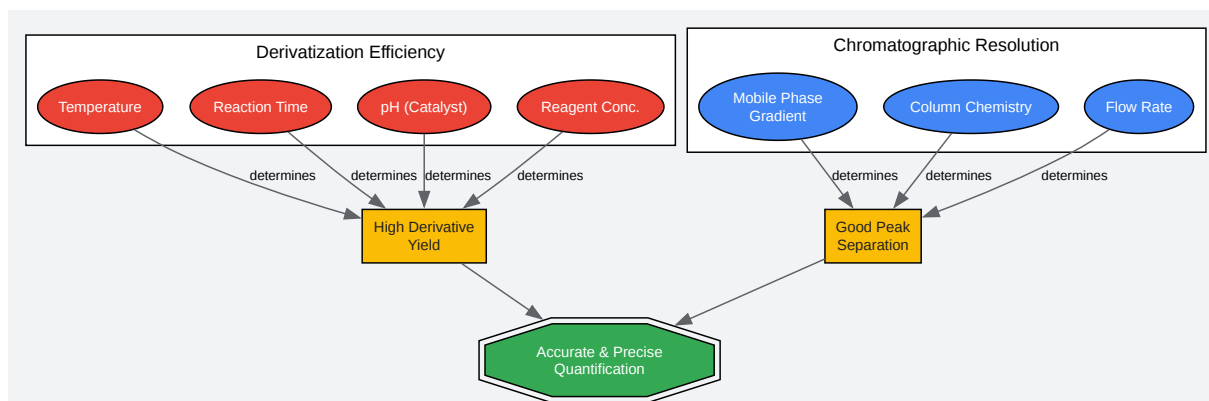 Derivatization Efficiency
Chromatographic Resolution
Temperature
Reaction Time
pH (Catalyst)
Reagent Conc.
Mobile Phase
Gradient
Column Chemistry
Flow Rate
determines
determines
determines
determines
determines
determines
determines
High Derivative
Yield
Good Peak
Separation
Accurate & Precise
Quantification